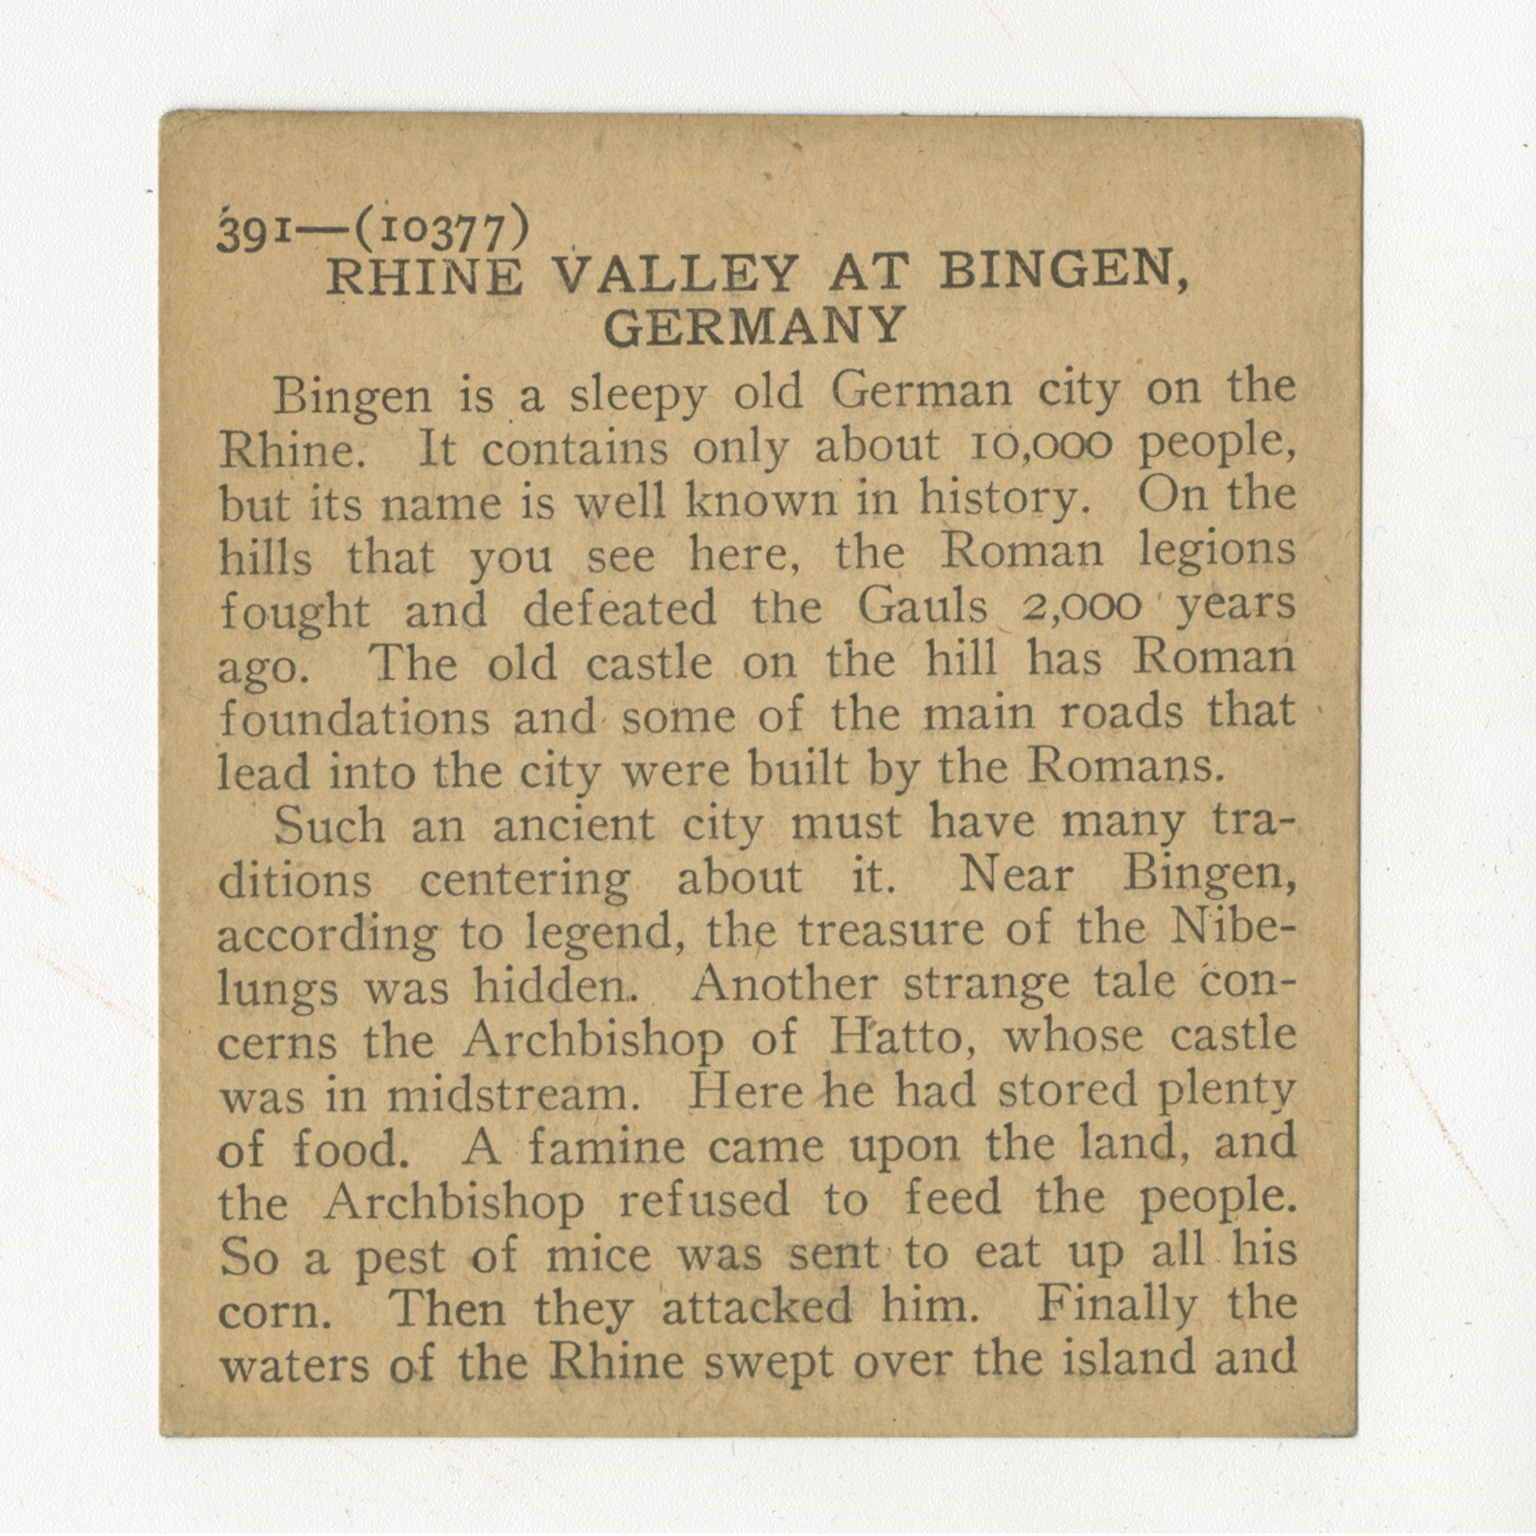 391—(10377)
RHINE VALLEY AT BINGEN,
GERMANY
Bingen is a sleepy old German city on the
Rhine. It contains only about 10,000 people,
but its name is well known in history. On the
hills that you see here, the Roman legions
fought and defeated the Gauls 2,000 years
ago. The old castle on the hill has Roman
foundations and some of the main roads that
lead into the city were built by the Romans.
Such an ancient city must have many tra-
ditions centering about it. Near Bingen,
according to legend, the treasure of the Nibe-
lungs was hidden. Another strange tale con-
cerns the Archbishop of Hatto, whose castle
was in midstream. Here he had stored plenty
of food. A famine came upon the land, and
the Archbishop refused to feed the people.
So a pest of mice was sent to eat up all his
corn. Then they attacked him. Finally the
waters of the Rhine swept over the island and